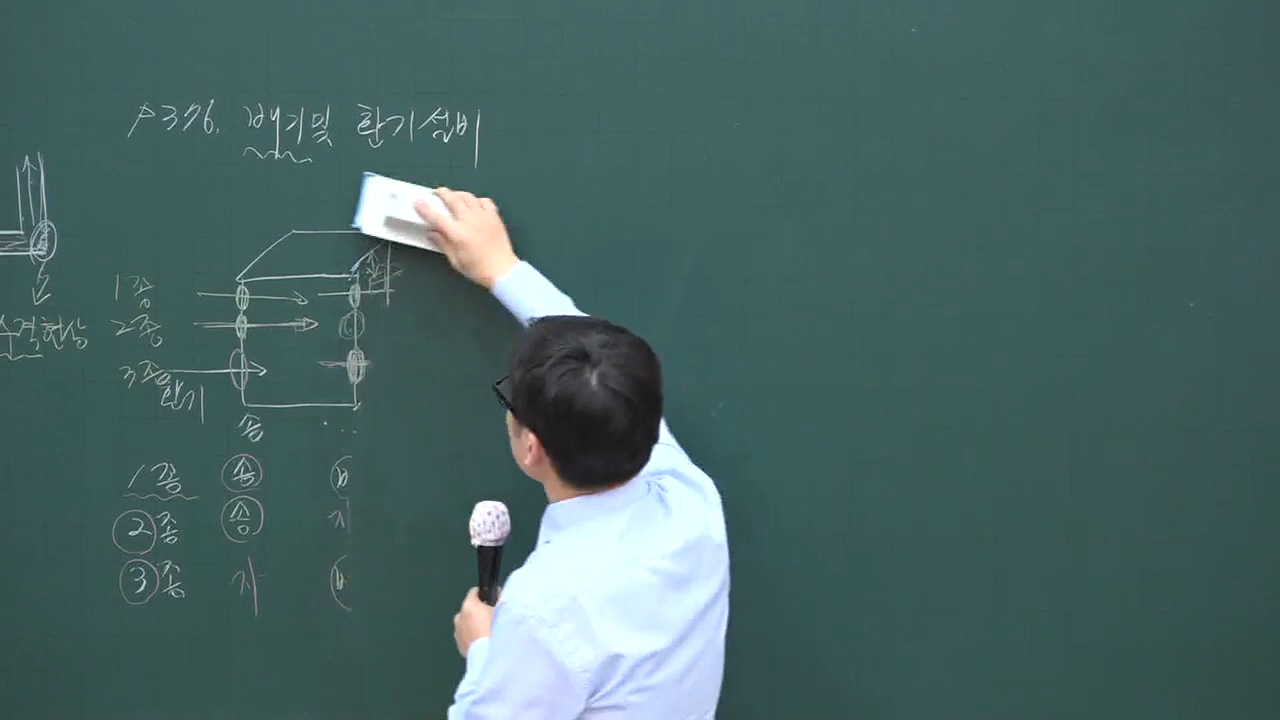 P376. 배기및 환기설비
1종
2종
수격현상
3종
환기
송
1종 송 배
2종 송 자
3종 자 배